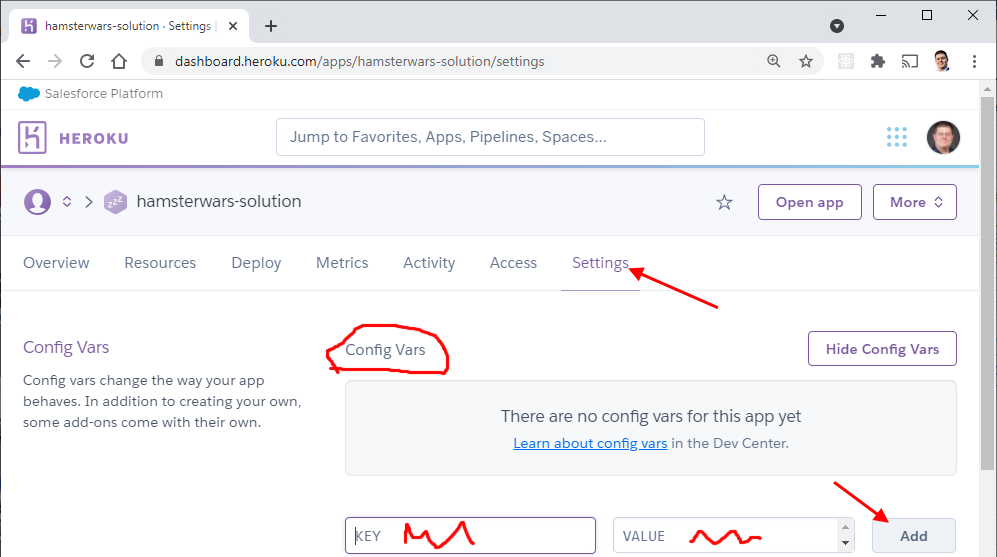 hamsterwars-solution · Settings |
dashboard.heroku.com/apps/hamsterwars-solution/settings
Salesforce Platform
HEROKU
Jump to Favorites, Apps, Pipelines, Spaces...
hamsterwars-solution
Open app
More
Overview
Resources
Deploy
Metrics
Activity
Access
Settings
Config Vars
Config vars change the way your app
behaves. In addition to creating your own,
some add-ons come with their own.
Config Vars
Hide Config Vars
There are no config vars for this app yet
Learn about config vars in the Dev Center.
KEY
VALUE
Add